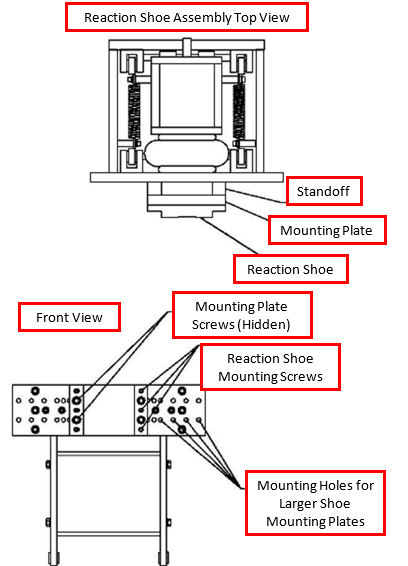 Reaction Shoe Assembly Top View
Standoff
Mounting Plate
Reaction Shoe
Front View
Mounting Plate
Screws (Hidden)
Reaction Shoe
Mounting Screws
Mounting Holes for
Larger Shoe
Mounting Plates